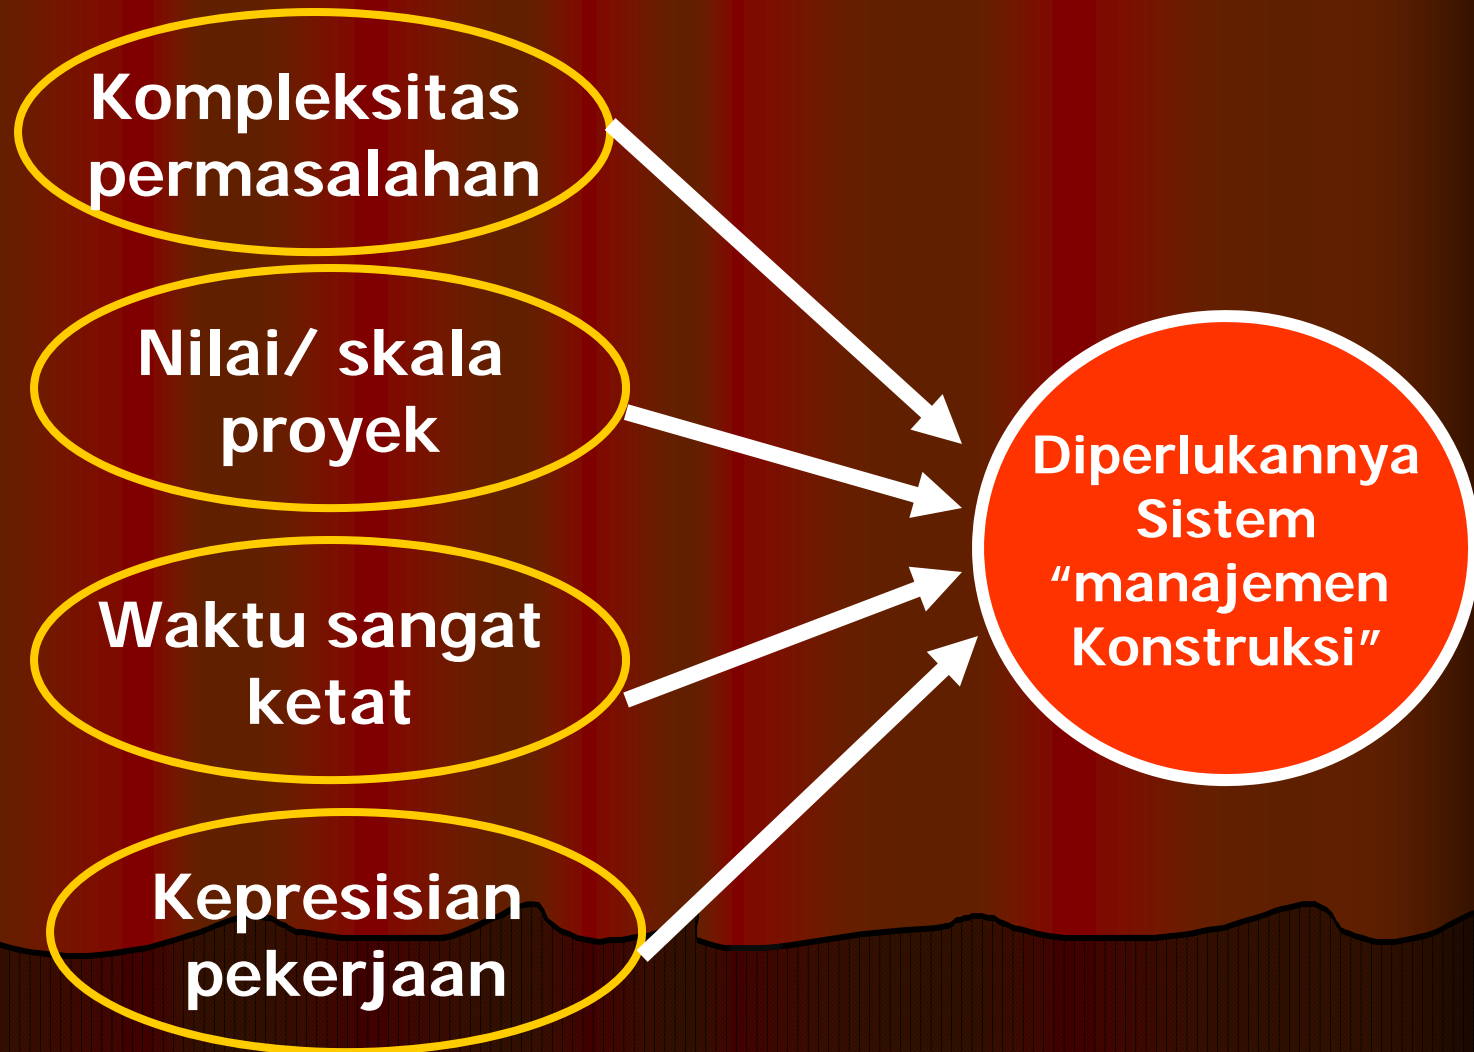 Kompleksitas
permasalahan
Nilai/ skala
proyek
Waktu sangat
ketat
Kepresisian
pekerjaan
Diperlukannya
Sistem
“manajemen
Konstruksi”